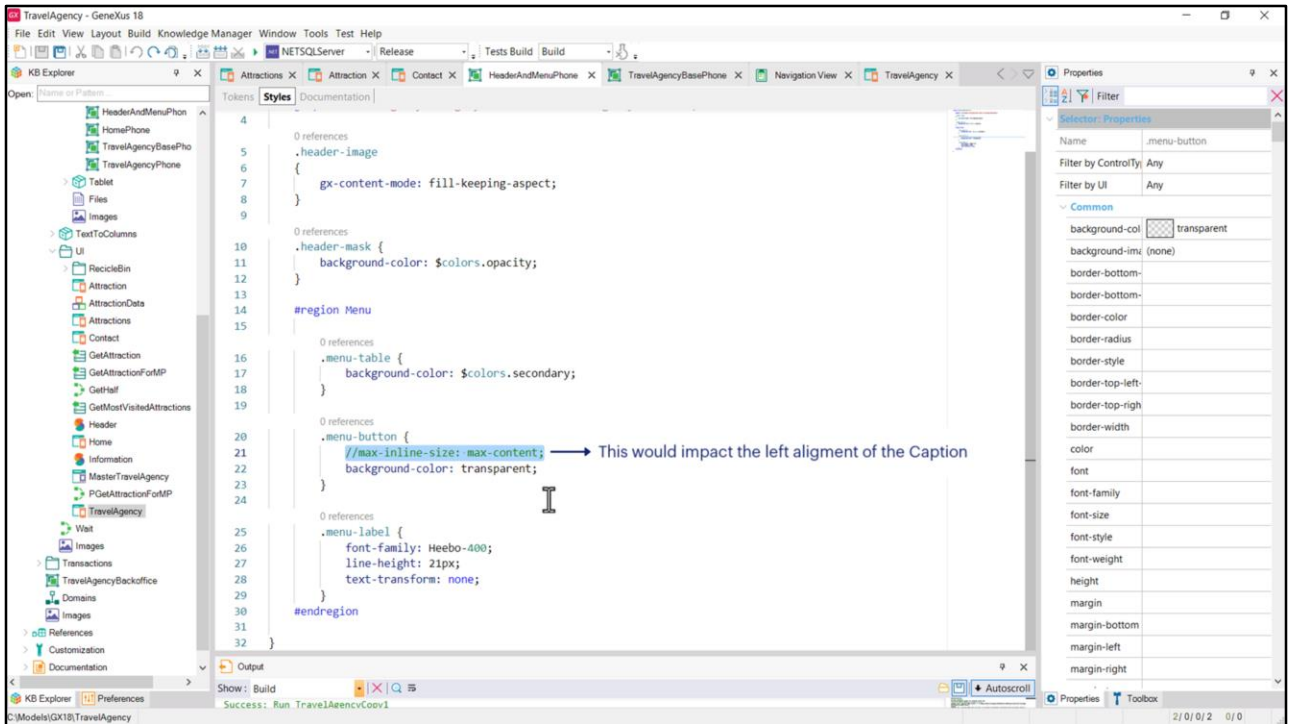 TravelAgency - GeneXus 18
File Edit View Layout Build Knowledge Manager Window Tools Test Help
NETSQLServer Release Tests Build Build
KB Explorer
Open: Name or Pattern...
HeaderAndMenuPhon
HomePhone
TravelAgencyBasePho
TravelAgencyPhone
Tablet
Files
Images
TextToColumns
UI
RecicleBin
Attraction
AttractionData
Attractions
Contact
GetAttraction
GetAttractionForMP
GetHalf
GetMostVisitedAttractions
Header
Home
Information
MasterTravelAgency
PGetAttractionForMP
TravelAgency
Wait
Images
Transactions
TravelAgencyBackoffice
Domains
Images
References
Customization
Documentation
KB Explorer Preferences
C:\Models\GX18\TravelAgency
Attractions X Attraction X Contact X HeaderAndMenuPhone X TravelAgencyBasePhone X Navigation View X TravelAgency X
Tokens Styles Documentation
4
0 references
5 .header-image
6 {
7 gx-content-mode: fill-keeping-aspect;
8 }
9
0 references
10 .header-mask {
11 background-color: $colors.opacity;
12 }
13
14 #region Menu
15
0 references
16 .menu-table {
17 background-color: $colors.secondary;
18 }
19
0 references
20 .menu-button {
21 //max-inline-size: max-content; This would impact the left aligment of the Caption
22 background-color: transparent;
23 }
24
0 references
25 .menu-label {
26 font-family: Heebo-400;
27 line-height: 21px;
28 text-transform: none;
29 }
30 #endregion
31
32 }
Output
Show: Build
Autoscroll
Success: Run TravelAgencyCopy1
Properties
Filter
Selector: Properties
Name .menu-button
Filter by ControlTy Any
Filter by UI Any
Common
background-col transparent
background-ima (none)
border-bottom-
border-bottom-
border-color
border-radius
border-style
border-top-left-
border-top-righ
border-width
color
font
font-family
font-size
font-style
font-weight
height
margin
margin-bottom
margin-left
margin-right
Properties Toolbox
2/0/0/2 0/0